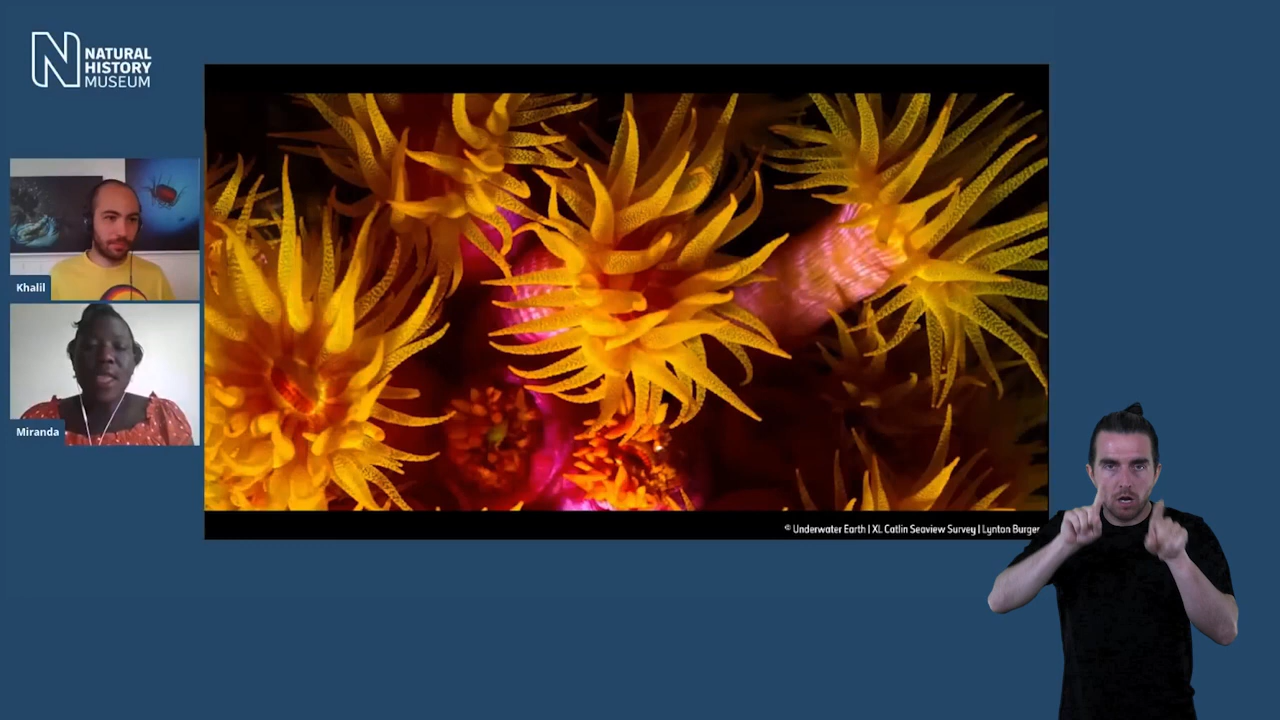 NATURAL
HISTORY
MUSEUM
Khalil
Miranda
© Underwater Earth | XL Catlin Seaview Survey | Lynton Burger